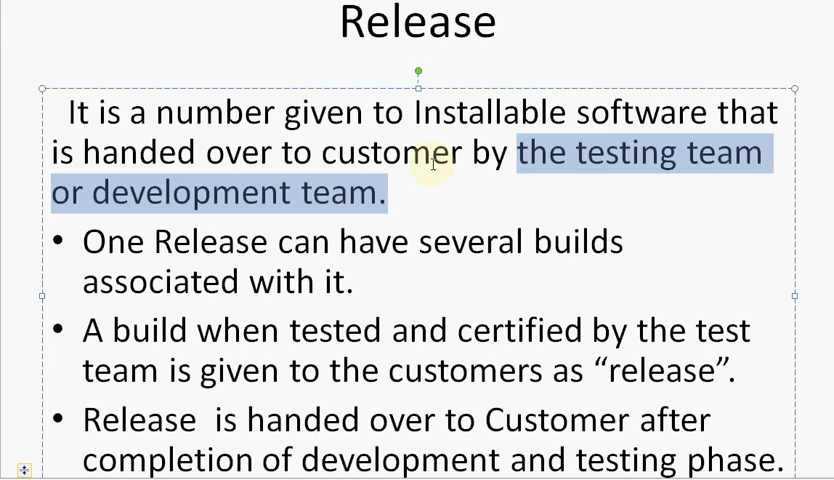 Release
It is a number given to Installable software that
is handed over to customer by the testing team
or development team.
• One Release can have several builds
associated with it.
• A build when tested and certified by the test
team is given to the customers as “release”.
• Release  is handed over to Customer after
completion of development and testing phase.